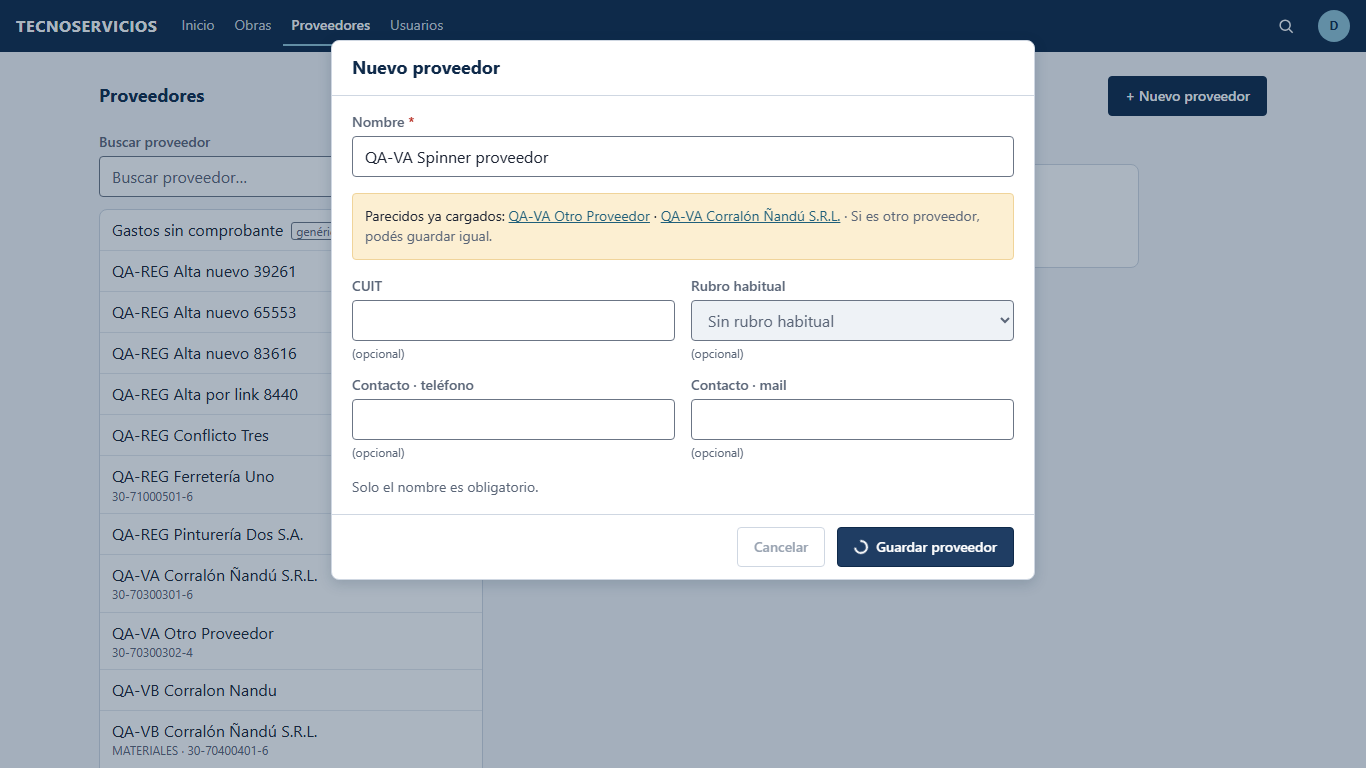 TECNOSERVICIOS Inicio Obras Proveedores Usuarios D
Proveedores
+ Nuevo proveedor
Buscar proveedor
Buscar proveedor...
Gastos sin comprobante
QA-REG Alta nuevo 39261
QA-REG Alta nuevo 65553
QA-REG Alta nuevo 83616
QA-REG Alta por link 8440
QA-REG Conflicto Tres
QA-REG Ferretería Uno
30-71000501-6
QA-REG Pinturería Dos S.A.
QA-VA Corralón Ñandú S.R.L.
30-70300301-6
QA-VA Otro Proveedor
30-70300302-4
QA-VB Corralon Nandu
QA-VB Corralón Ñandú S.R.L.
MATERIALES · 30-70400401-6
Nuevo proveedor
Nombre *
QA-VA Spinner proveedor
Parecidos ya cargados: QA-VA Otro Proveedor · QA-VA Corralón Ñandú S.R.L. · Si es otro proveedor,
podés guardar igual.
CUIT
(opcional)
Rubro habitual
Sin rubro habitual
(opcional)
Contacto · teléfono
(opcional)
Contacto · mail
(opcional)
Solo el nombre es obligatorio.
Cancelar
Guardar proveedor